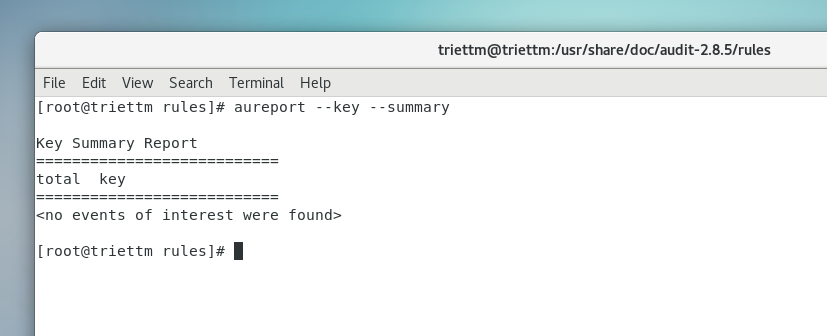 triettm@triettm:/usr/share/doc/audit-2.8.5/rules
File Edit View Search Terminal Help
[root@triettm rules]# aureport --key --summary
Key Summary Report
===========================
total  key
===========================
<no events of interest were found>
[root@triettm rules]#